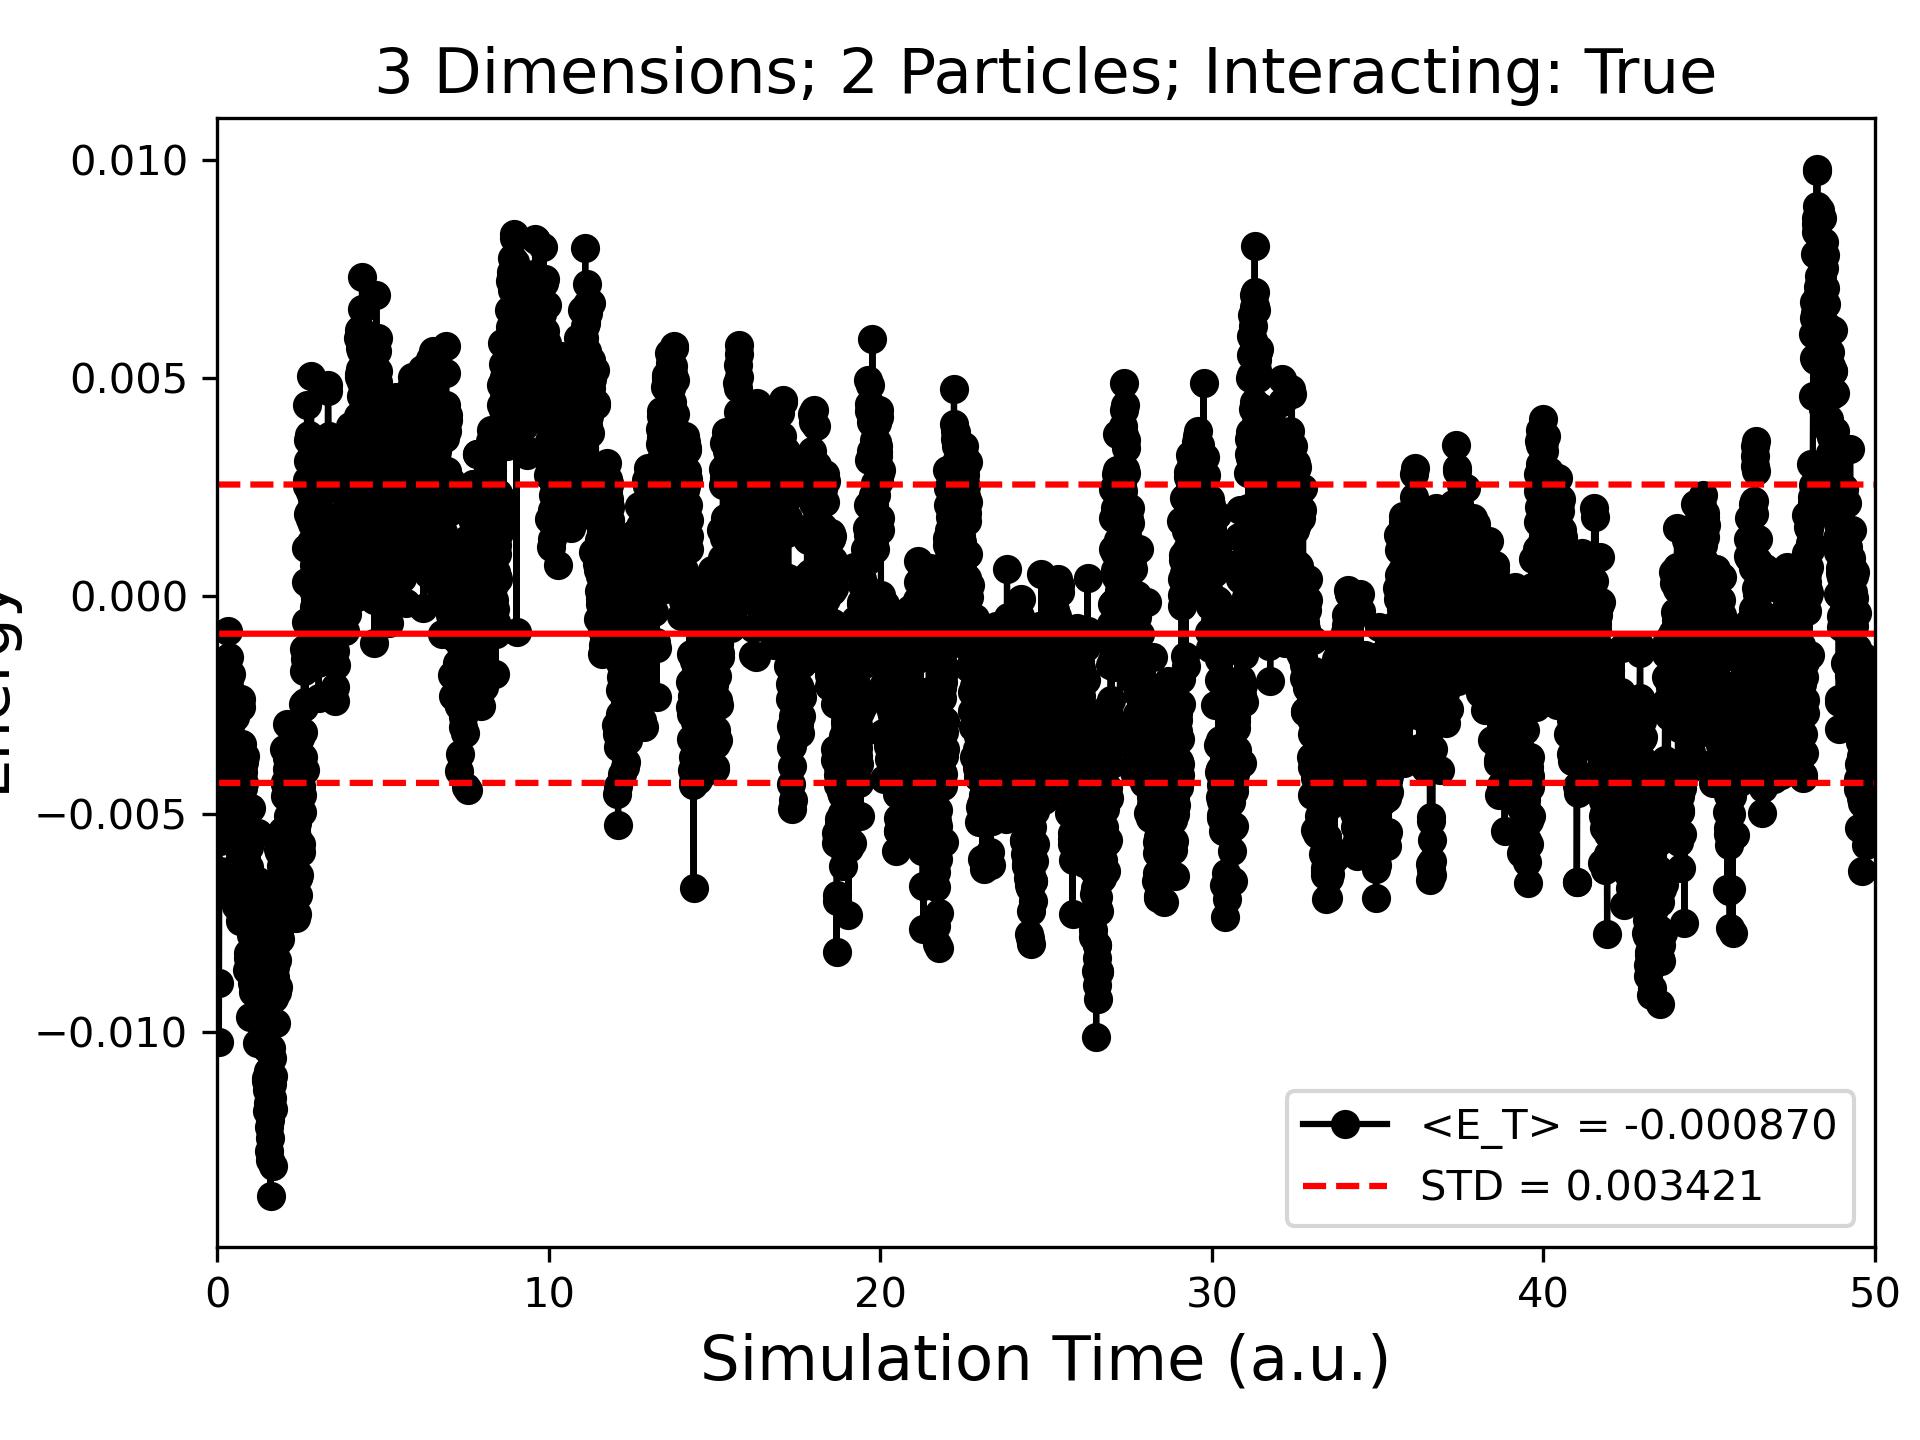 3 Dimensions; 2 Particles; Interacting: True
0.010
0.005
0.000
−0.005
−0.010
Energy
0
10
20
30
40
50
Simulation Time (a.u.)
<E_T> = -0.000870
STD = 0.003421